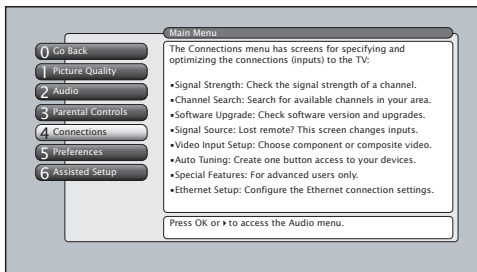 Main Menu
0 Go Back
1 Picture Quality
2 Audio
3 Parental Controls
4 Connections
5 Preferences
6 Assisted Setup
The Connections menu has screens for specifying and
optimizing the connections (inputs) to the TV:
▪Signal Strength: Check the signal strength of a channel.
▪Channel Search: Search for available channels in your area.
▪Software Upgrade: Check software version and upgrades.
▪Signal Source: Lost remote? This screen changes inputs.
▪Video Input Setup: Choose component or composite video.
▪Auto Tuning: Create one button access to your devices.
▪Special Features: For advanced users only.
▪Ethernet Setup: Configure the Ethernet connection settings.
Press OK or ▸ to access the Audio menu.